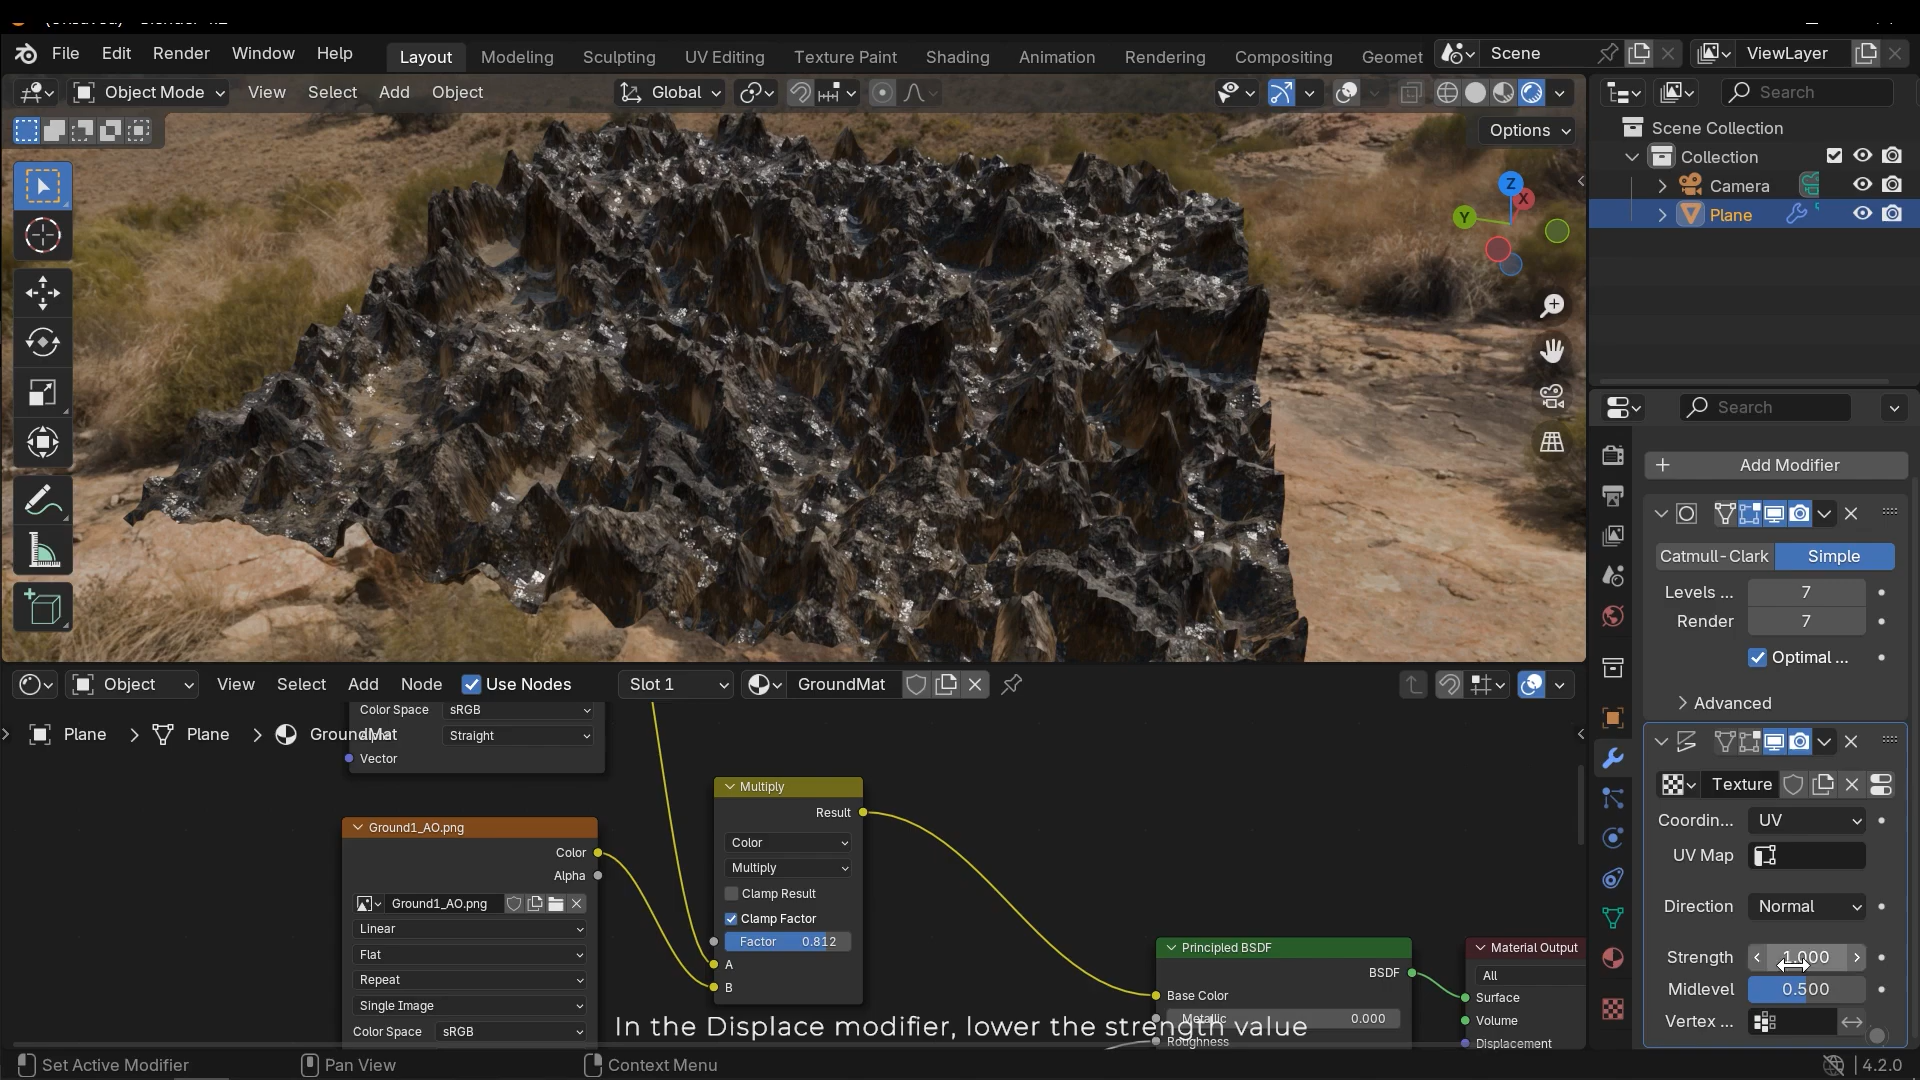 File Edit Render Window Help
Layout Modeling Sculpting UV Editing Texture Paint Shading Animation Rendering Compositing Geomet
Scene
ViewLayer
Object Mode View Select Add Object
Global
Search
Options
Z
X
Y
Scene Collection
Collection
Camera
Plane
Search
Add Modifier
Catmull-Clark Simple
Levels ... 7
Render 7
Optimal ...
Advanced
Texture
Coordin... UV
UV Map
Direction Normal
Strength 1.000
Midlevel 0.500
Vertex ...
Object View Select Add Node Use Nodes Slot 1 GroundMat
Plane Plane GroundMat
Color Space sRGB
Straight
Vector
Ground1_AO.png
Color
Alpha
Ground1_AO.png
Linear
Flat
Repeat
Single Image
Color Space sRGB
Multiply
Result
Color
Multiply
Clamp Result
Clamp Factor
Factor 0.812
A
B
Principled BSDF
BSDF
Base Color
Metallic 0.000
Roughness
Material Output
All
Surface
Volume
Displacement
In the Displace modifier, lower the strength value
Set Active Modifier Pan View Context Menu 4.2.0